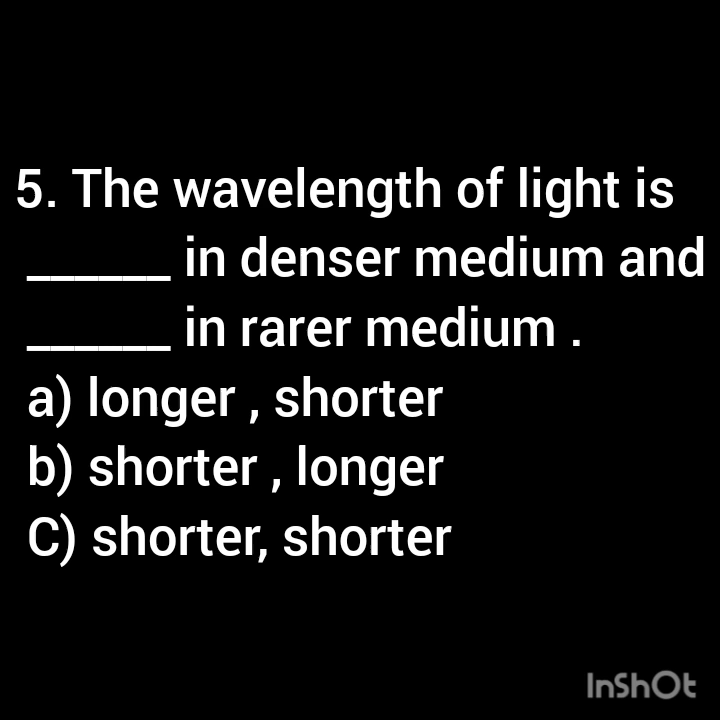 5. The wavelength of light is
______ in denser medium and
______ in rarer medium .
a) longer , shorter
b) shorter , longer
C) shorter, shorter
InShOt